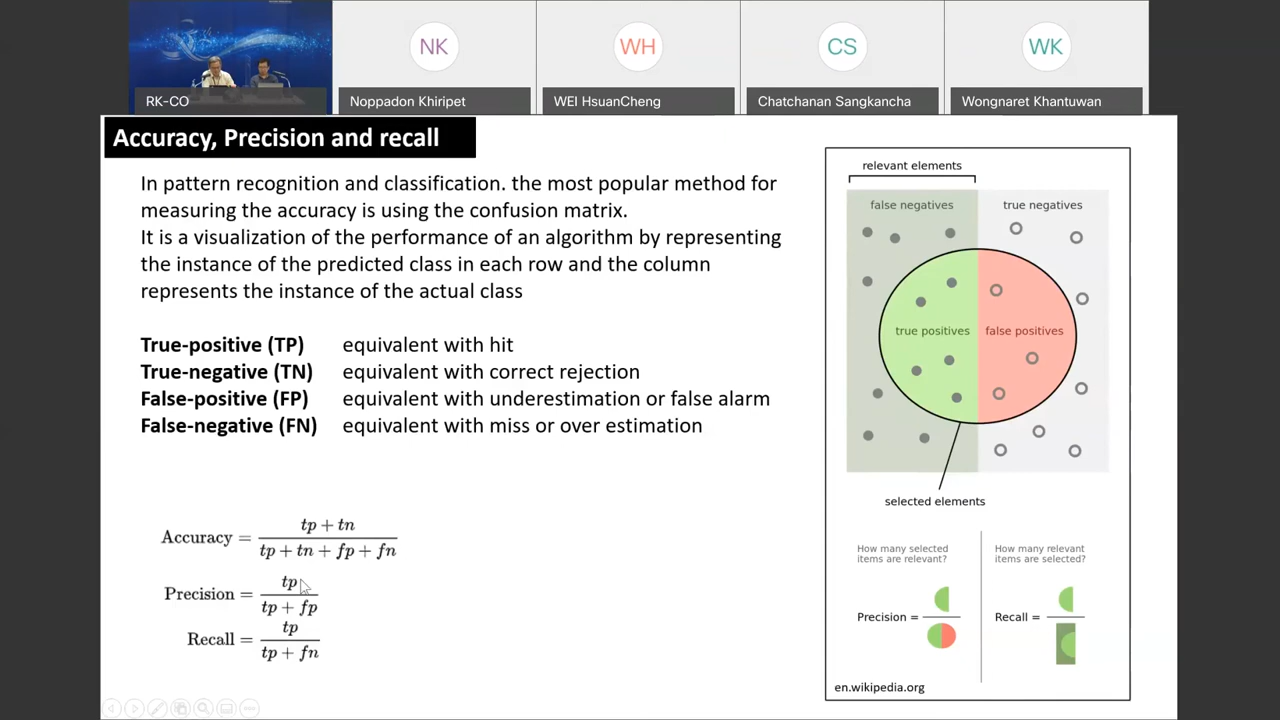 NK
WH
CS
WK
RK-CO
Noppadon Khiripet
WEI HsuanCheng
Chatchanan Sangkancha
Wongnaret Khantuwan
Accuracy, Precision and recall
In pattern recognition and classification. the most popular method for
measuring the accuracy is using the confusion matrix.
It is a visualization of the performance of an algorithm by representing
the instance of the predicted class in each row and the column
represents the instance of the actual class
True-positive (TP) equivalent with hit
True-negative (TN) equivalent with correct rejection
False-positive (FP) equivalent with underestimation or false alarm
False-negative (FN) equivalent with miss or over estimation
Accuracy = tp + tn / tp + tn + fp + fn
Precision = tp / tp + fp
Recall = tp / tp + fn
relevant elements
false negatives
true negatives
true positives
false positives
selected elements
How many selected
items are relevant?
How many relevant
items are selected?
Precision =
Recall =
en.wikipedia.org